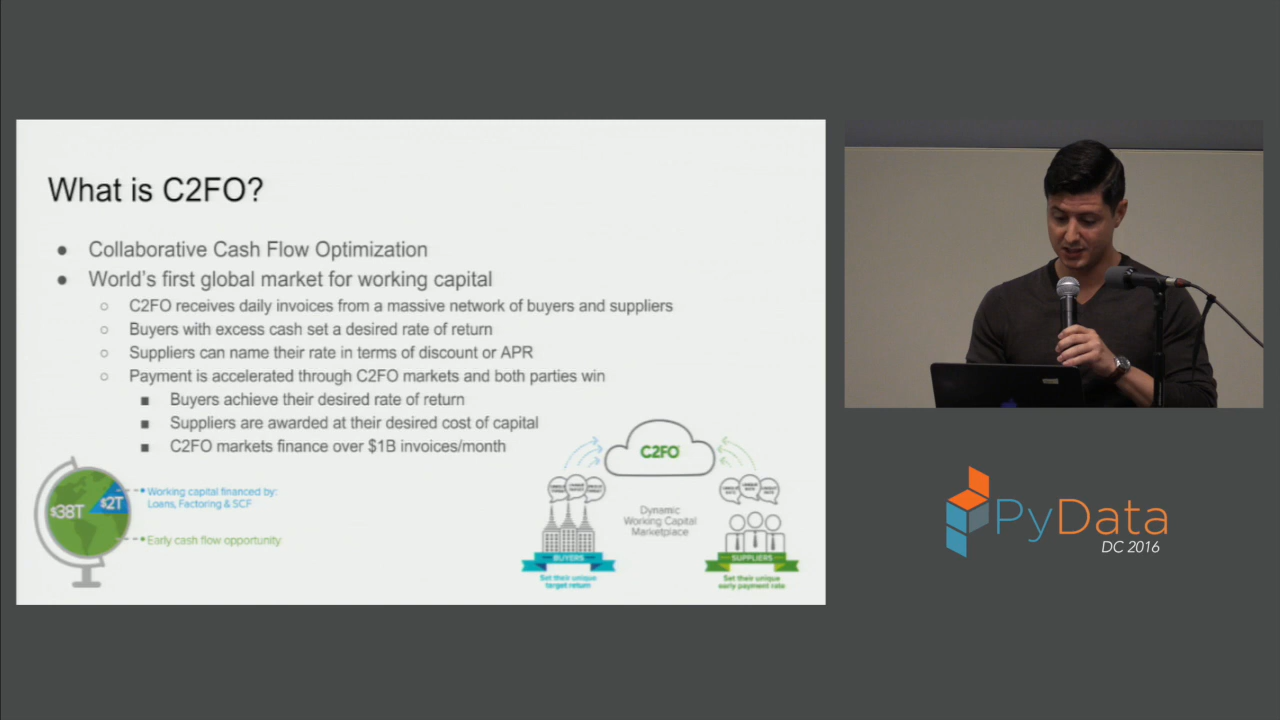 What is C2FO?
● Collaborative Cash Flow Optimization
● World's first global market for working capital
○ C2FO receives daily invoices from a massive network of buyers and suppliers
○ Buyers with excess cash set a desired rate of return
○ Suppliers can name their rate in terms of discount or APR
○ Payment is accelerated through C2FO markets and both parties win
■ Buyers achieve their desired rate of return
■ Suppliers are awarded at their desired cost of capital
■ C2FO markets finance over $1B invoices/month
$38T
$2T
Working capital financed by:
Loans, Factoring & SCF
Early cash flow opportunity
C2FO
Dynamic
Working Capital
Marketplace
BUYERS
Set their unique
target return
SUPPLIERS
Set their unique
early payment rate
PyData
DC 2016